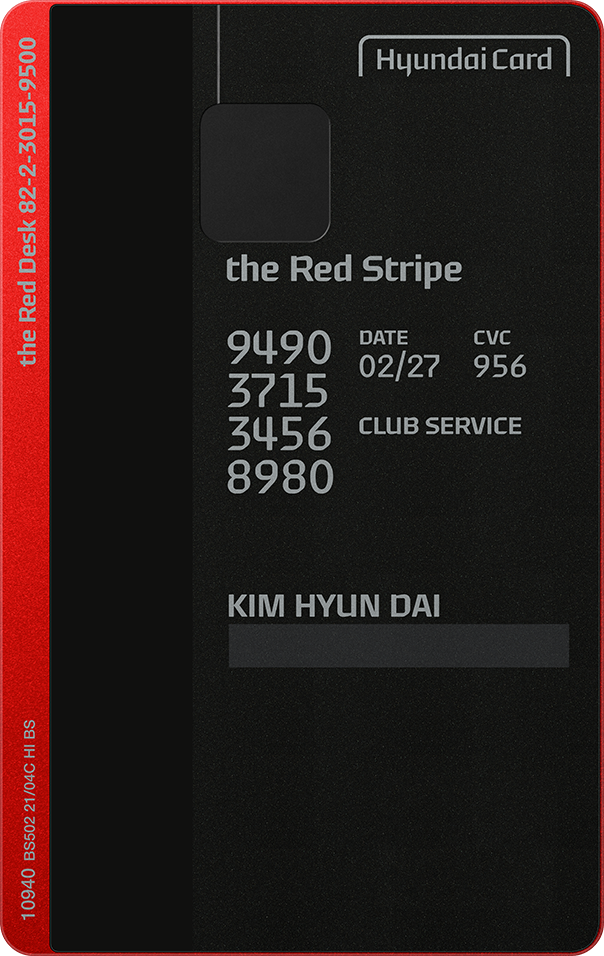 Hyundai Card
the Red Stripe
9490
3715
3456
8980
DATE
02/27
CVC
956
CLUB SERVICE
KIM HYUN DAI
the Red Desk 82-2-3015-9500
10940 BS502 21/04C HI BS